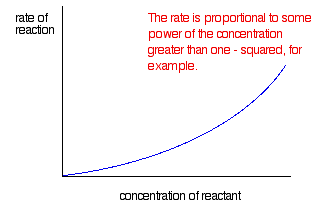 rate of
reaction
The rate is proportional to some
power of the concentration
greater than one - squared, for
example.
concentration of reactant